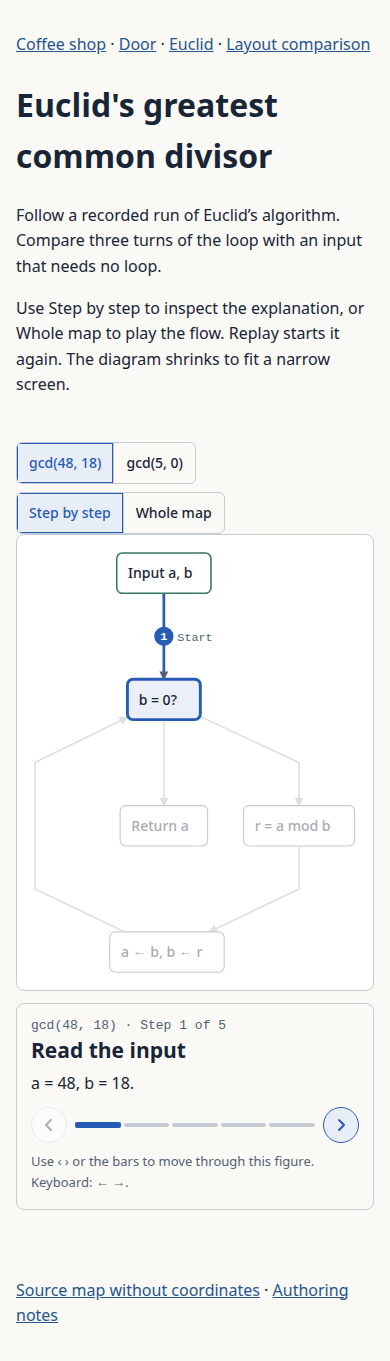 Coffee shop · Door · Euclid · Layout comparison
Euclid's greatest
common divisor
Follow a recorded run of Euclid’s algorithm.
Compare three turns of the loop with an input
that needs no loop.
Use Step by step to inspect the explanation, or
Whole map to play the flow. Replay starts it
again. The diagram shrinks to fit a narrow
screen.
gcd(48, 18) gcd(5, 0)
Step by step Whole map
Input a, b
1 Start
b = 0?
Return a r = a mod b
a ← b, b ← r
gcd(48, 18) · Step 1 of 5
Read the input
a = 48, b = 18.
Use ‹ › or the bars to move through this figure.
Keyboard: ← →.
Source map without coordinates · Authoring
notes